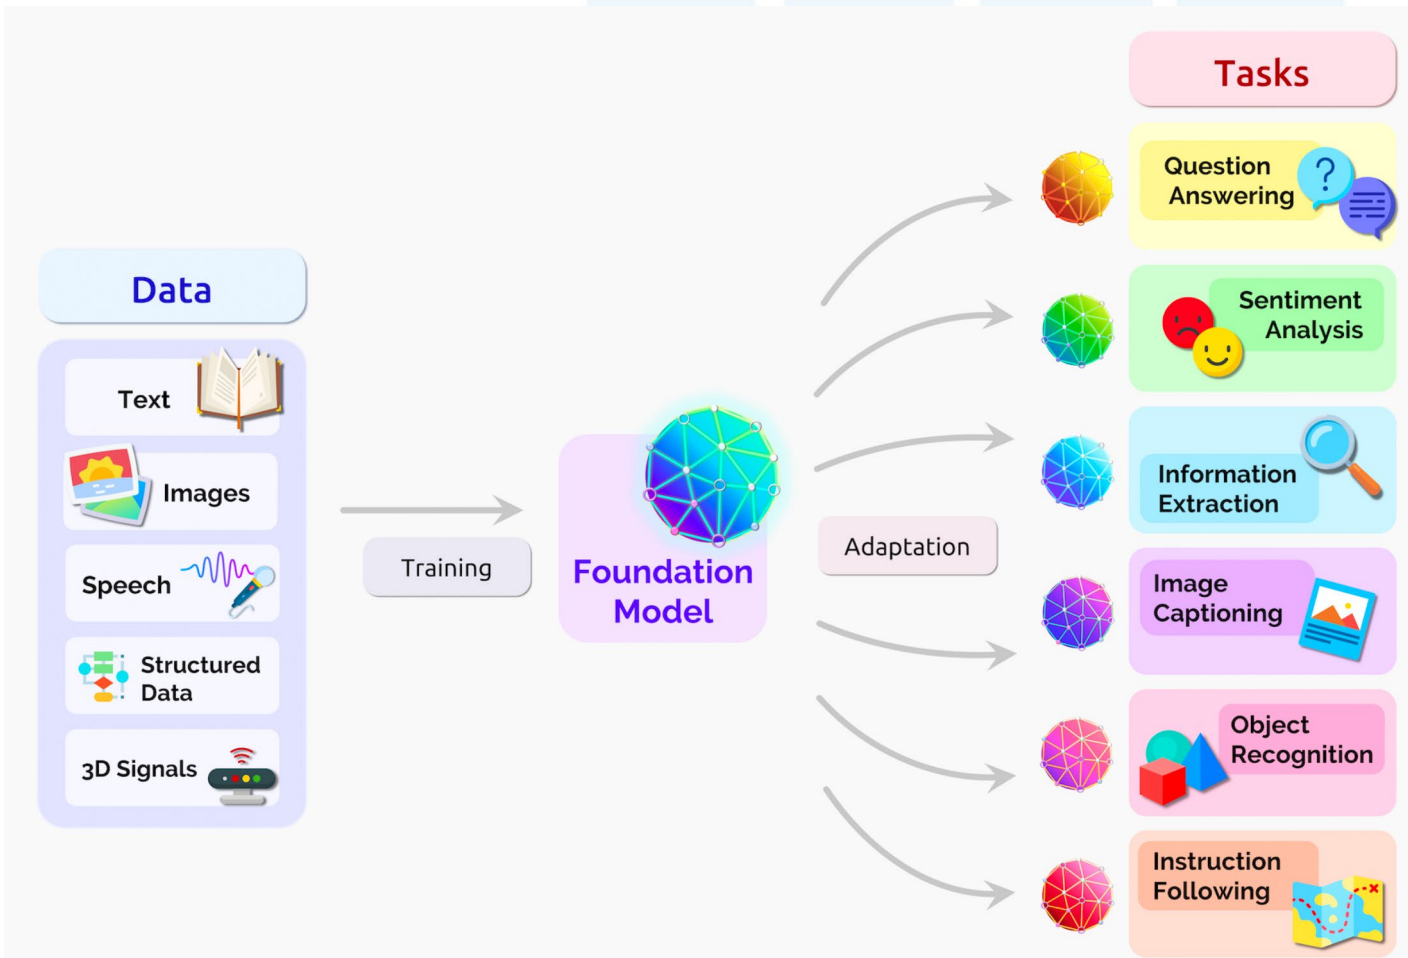 Data
Text
Images
Speech
Structured
Data
3D Signals
Training
Foundation
Model
Adaptation
Tasks
Question
Answering
?
Sentiment
Analysis
Information
Extraction
Image
Captioning
Object
Recognition
Instruction
Following